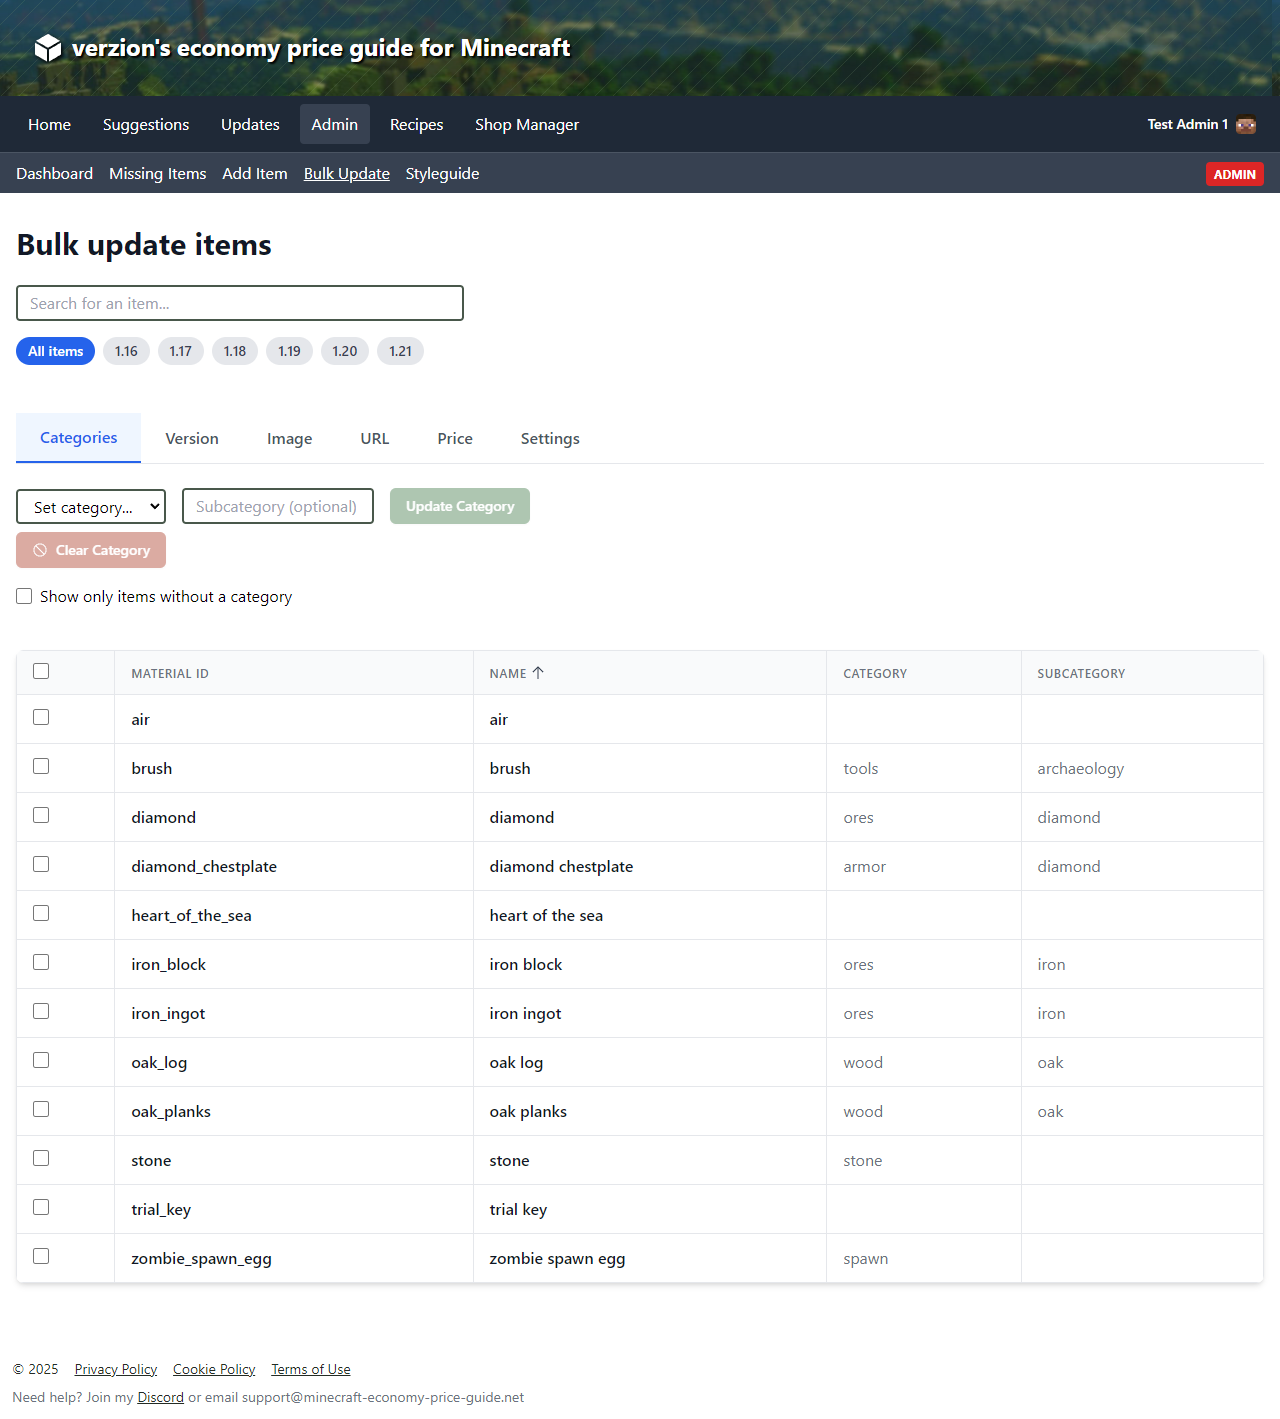 verzion's economy price guide for Minecraft
Home Suggestions Updates Admin Recipes Shop Manager Test Admin 1
Dashboard Missing Items Add Item Bulk Update Styleguide ADMIN
Bulk update items
Search for an item...
All items 1.16 1.17 1.18 1.19 1.20 1.21
Categories Version Image URL Price Settings
Set category... Subcategory (optional) Update Category
Clear Category
Show only items without a category
MATERIAL ID NAME CATEGORY SUBCATEGORY
air air
brush brush tools archaeology
diamond diamond ores diamond
diamond_chestplate diamond chestplate armor diamond
heart_of_the_sea heart of the sea
iron_block iron block ores iron
iron_ingot iron ingot ores iron
oak_log oak log wood oak
oak_planks oak planks wood oak
stone stone stone
trial_key trial key
zombie_spawn_egg zombie spawn egg spawn
© 2025 Privacy Policy Cookie Policy Terms of Use
Need help? Join my Discord or email support@minecraft-economy-price-guide.net